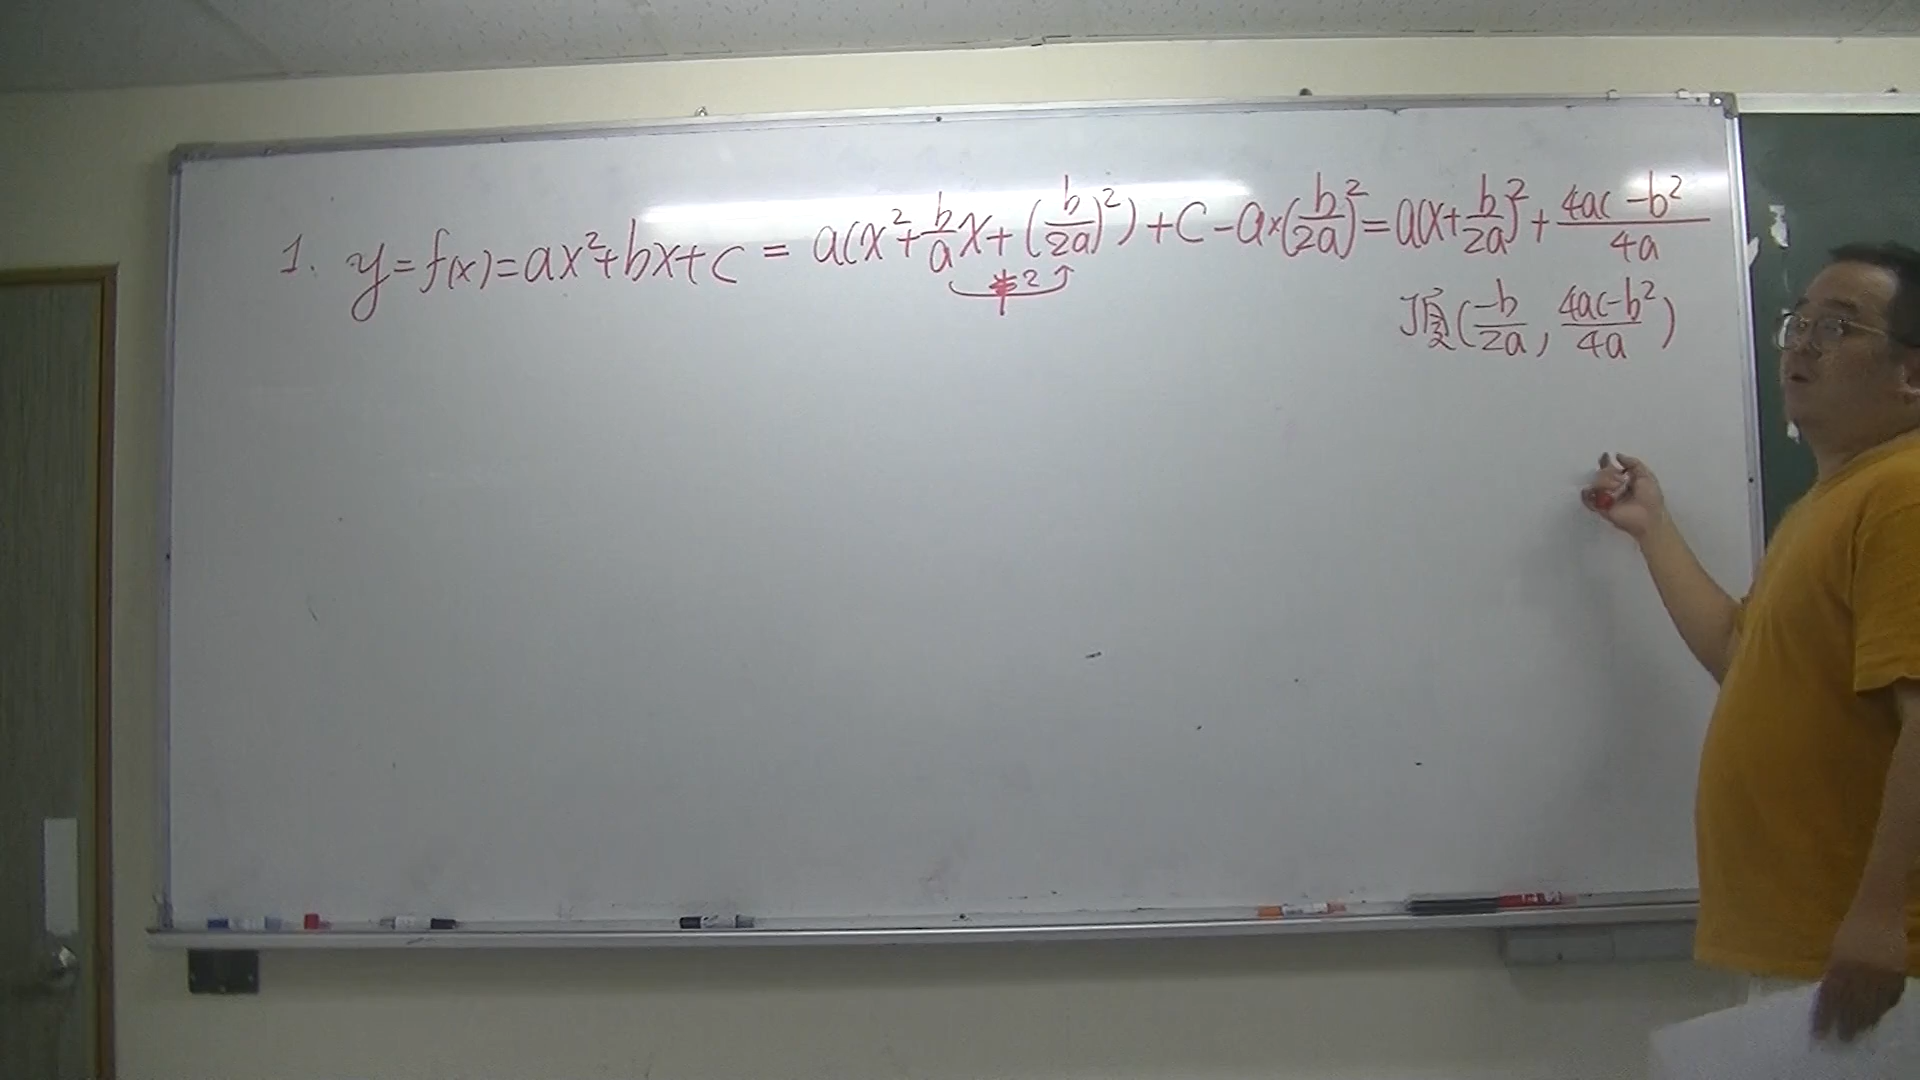 1. y=f(x)=ax²+bx+c = a(x²+b/a x+(b/2a)²)+c-a×(b/2a)²=a(x+b/2a)²+4ac-b²/4a
÷2
頂(-b/2a, 4ac-b²/4a)